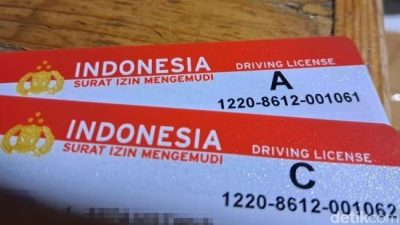 INDONESIA DRIVING LICENSE
SURAT IZIN MENGEMUDI A
1220-8612-001061
INDONESIA DRIVING LICENSE
SURAT IZIN MENGEMUDI C
1220-8612-001062
detikcom